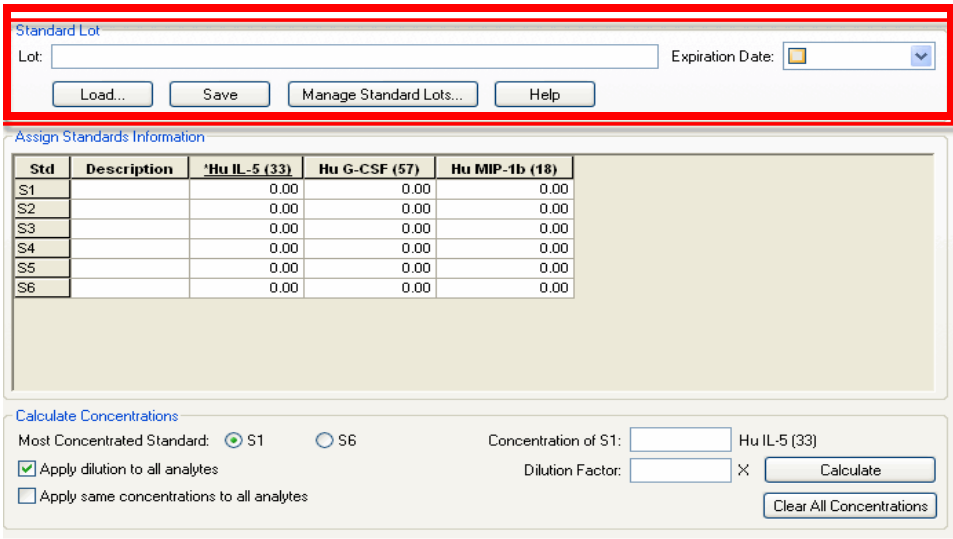 Standard Lot
Lot: Expiration Date:
Load... Save Manage Standard Lots... Help
Assign Standards Information
Std Description *Hu IL-5 (33) Hu G-CSF (57) Hu MIP-1b (18)
S1 0.00 0.00 0.00
S2 0.00 0.00 0.00
S3 0.00 0.00 0.00
S4 0.00 0.00 0.00
S5 0.00 0.00 0.00
S6 0.00 0.00 0.00
Calculate Concentrations
Most Concentrated Standard: S1 S6 Concentration of S1: Hu IL-5 (33)
Apply dilution to all analytes Dilution Factor: X Calculate
Apply same concentrations to all analytes Clear All Concentrations